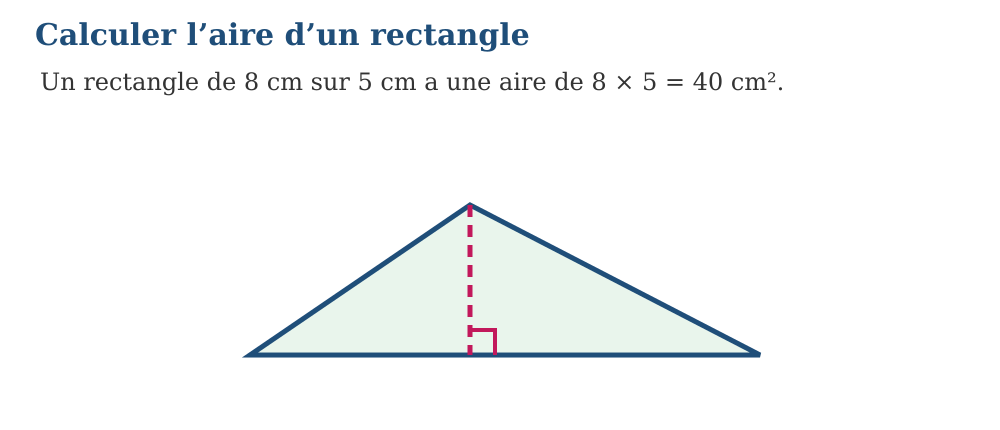 Calculer l’aire d’un rectangle
Un rectangle de 8 cm sur 5 cm a une aire de 8 × 5 = 40 cm².